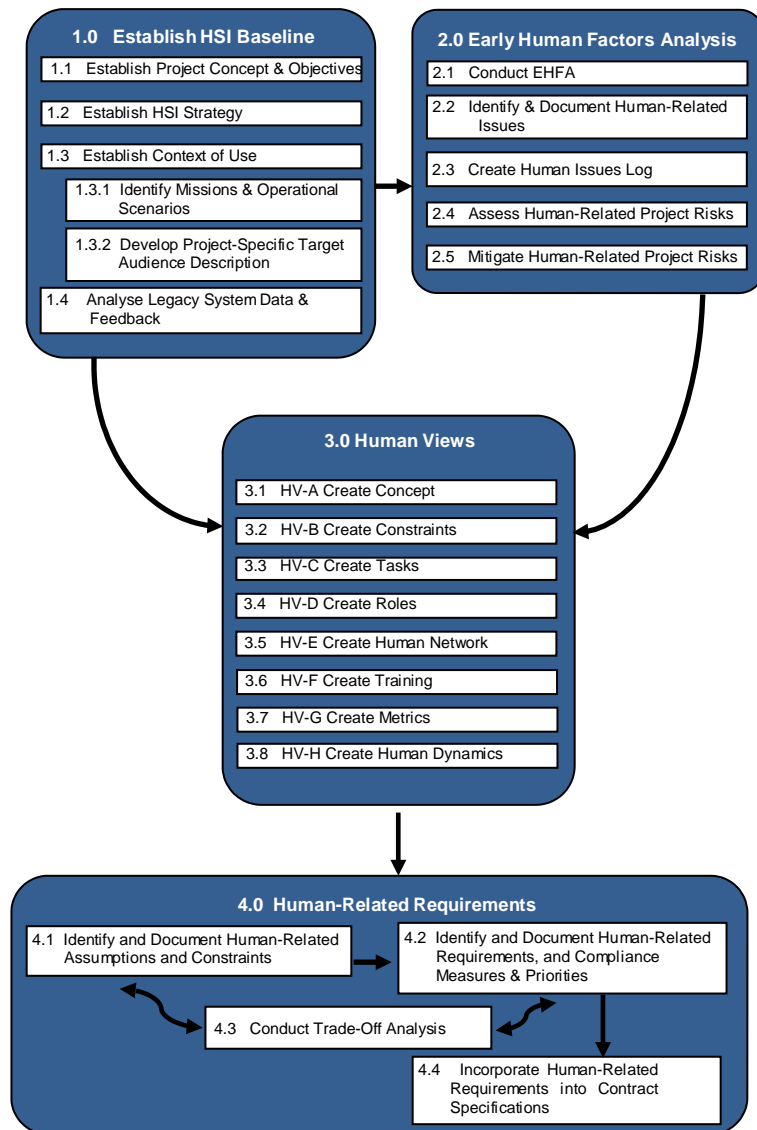 1.0 Establish HSI Baseline
1.1 Establish Project Concept & Objectives
1.2 Establish HSI Strategy
1.3 Establish Context of Use
1.3.1 Identify Missions & Operational
Scenarios
1.3.2 Develop Project-Specific Target
Audience Description
1.4 Analyse Legacy System Data &
Feedback
2.0 Early Human Factors Analysis
2.1 Conduct EHFA
2.2 Identify & Document Human-Related
Issues
2.3 Create Human Issues Log
2.4 Assess Human-Related Project Risks
2.5 Mitigate Human-Related Project Risks
3.0 Human Views
3.1 HV-A Create Concept
3.2 HV-B Create Constraints
3.3 HV-C Create Tasks
3.4 HV-D Create Roles
3.5 HV-E Create Human Network
3.6 HV-F Create Training
3.7 HV-G Create Metrics
3.8 HV-H Create Human Dynamics
4.0 Human-Related Requirements
4.1 Identify and Document Human-Related
Assumptions and Constraints
4.2 Identify and Document Human-Related
Requirements, and Compliance
Measures & Priorities
4.3 Conduct Trade-Off Analysis
4.4 Incorporate Human-Related
Requirements into Contract
Specifications